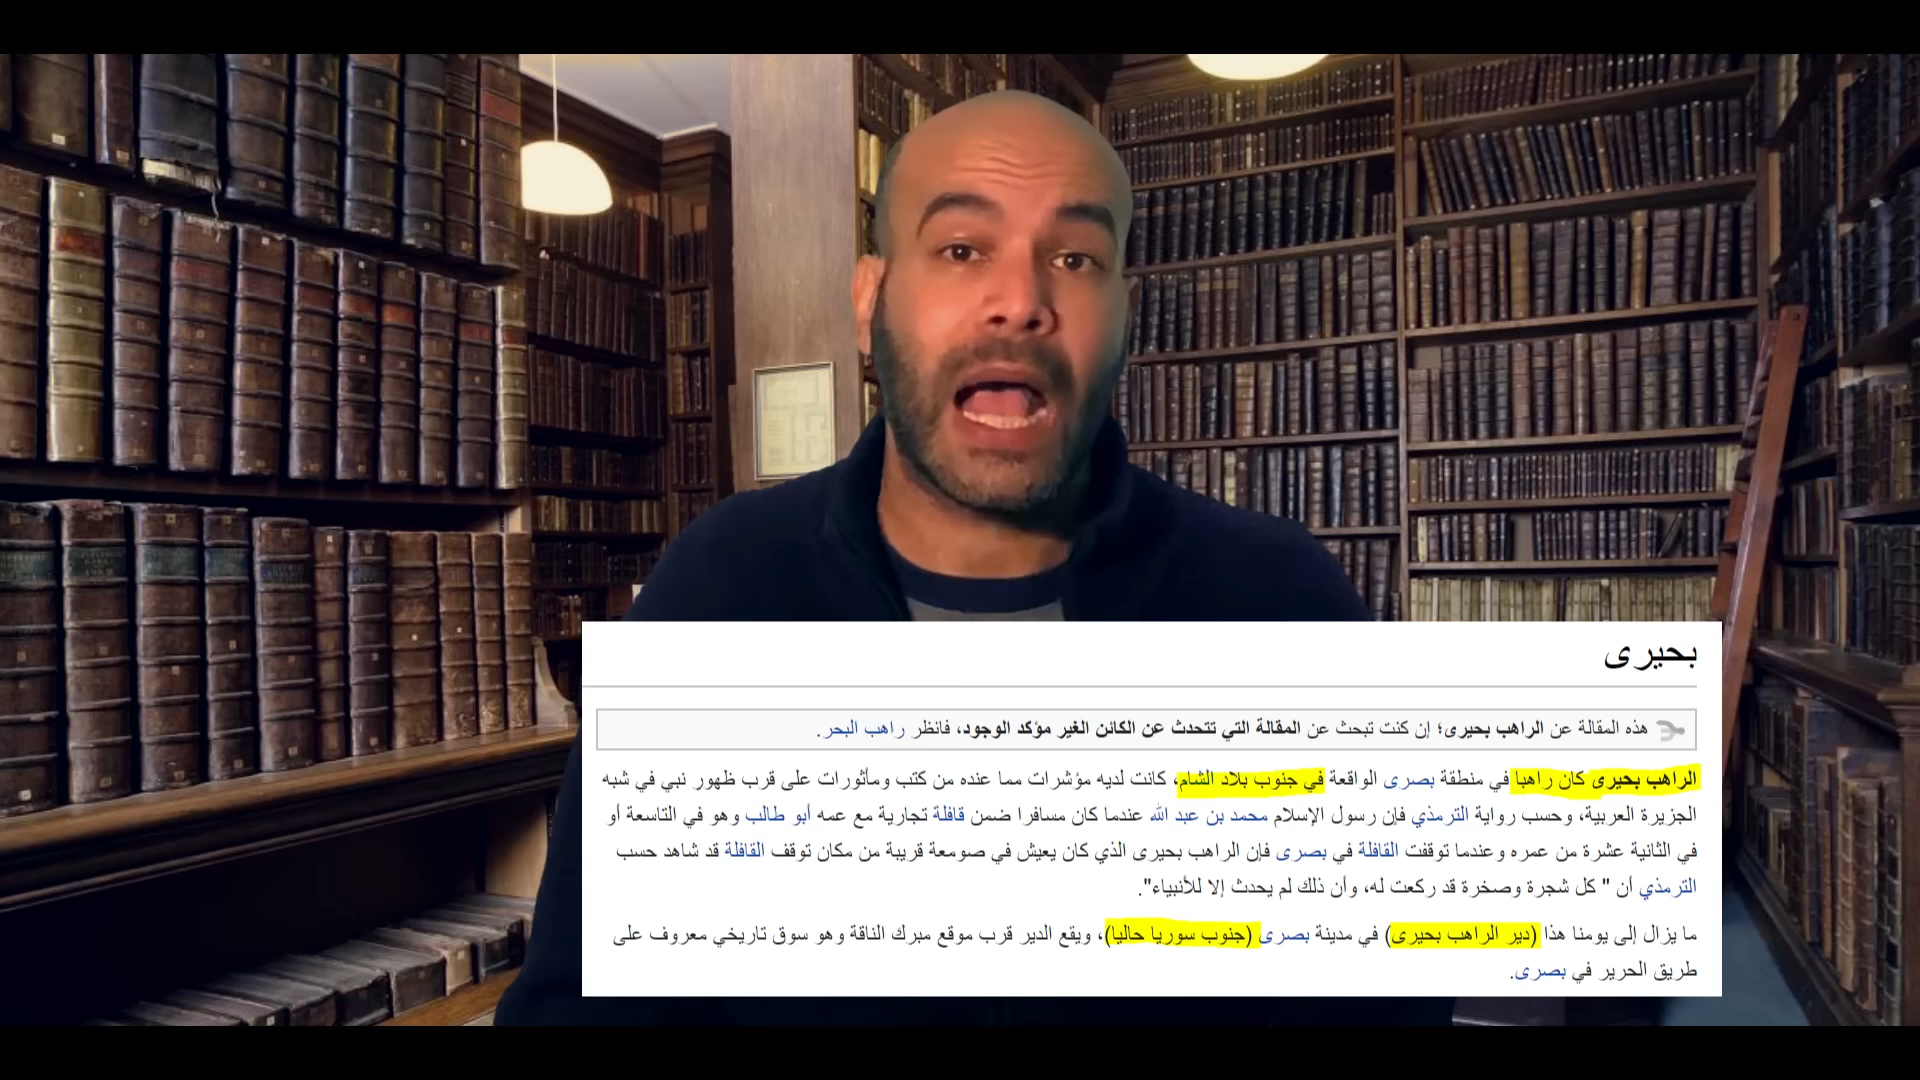 بحيرى
هذه المقالة عن الراهب بحيرى؛ إن كنت تبحث عن المقالة التي تتحدث عن الكائن الغير مؤكد الوجود، فانظر راهب البحر.
الراهب بحيرى كان راهبا في منطقة بصرى الواقعة في جنوب بلاد الشام، كانت لديه مؤشرات مما عنده من كتب ومأثورات على قرب ظهور نبي في شبه
الجزيرة العربية، وحسب رواية الترمذي فإن رسول الإسلام محمد بن عبد الله عندما كان مسافرا ضمن قافلة تجارية مع عمه أبو طالب وهو في التاسعة أو
في الثانية عشرة من عمره وعندما توقفت القافلة في بصرى فإن الراهب بحيرى الذي كان يعيش في صومعة قريبة من مكان توقف القافلة قد شاهد حسب
الترمذي أن " كل شجرة وصخرة قد ركعت له، وأن ذلك لم يحدث إلا للأنبياء".
ما يزال إلى يومنا هذا (دير الراهب بحيرى) في مدينة بصرى (جنوب سوريا حاليا)، ويقع الدير قرب موقع مبرك الناقة وهو سوق تاريخي معروف على
طريق الحرير في بصرى.